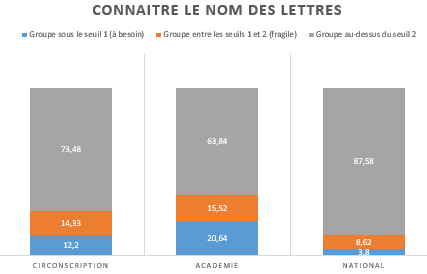 CONNAITRE LE NOM DES LETTRES
Groupe sous le seuil 1 (à besoin) Groupe entre les seuils 1 et 2 (fragile) Groupe au-dessus du seuil 2
73,48 63,84 87,58
14,33 15,52 8,62
12,2 20,64 3,8
CIRCONSCRIPTION ACADEMIE NATIONAL